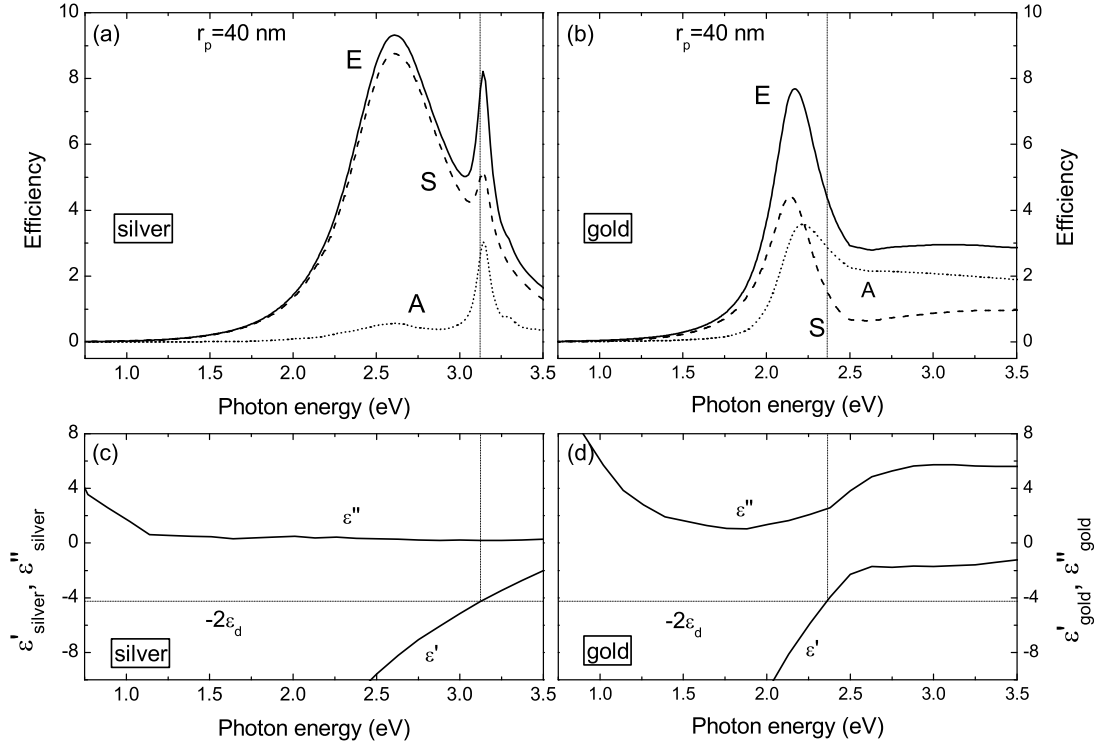 (a) r_p=40 nm
E
S
A
silver
10
8
6
4
2
0
Efficiency
1.0 1.5 2.0 2.5 3.0 3.5
Photon energy (eV)
(b) r_p=40 nm
E
A
S
gold
10
8
6
4
2
0
Efficiency
1.0 1.5 2.0 2.5 3.0 3.5
Photon energy (eV)
(c)
ε"
-2ε_d
ε'
silver
8
4
0
-4
-8
ε'_silver, ε"_silver
1.0 1.5 2.0 2.5 3.0 3.5
Photon energy (eV)
(d)
ε"
-2ε_d
ε'
gold
8
4
0
-4
-8
ε'_gold, ε"_gold
1.0 1.5 2.0 2.5 3.0 3.5
Photon energy (eV)